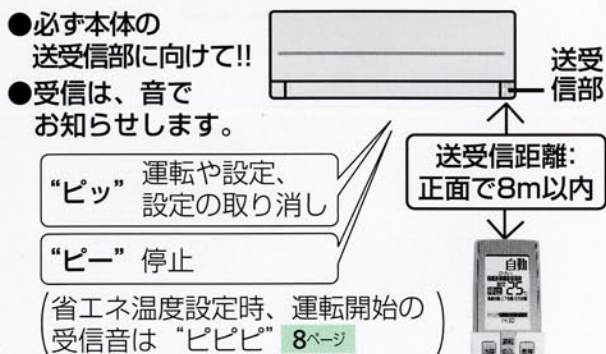 ●必ず本体の
送受信部に向けて!!
●受信は、音で
お知らせします。
送受
信部
送受信距離:
正面で8m以内
“ピッ” 運転や設定、
設定の取り消し
“ピー” 停止
(省エネ温度設定時、運転開始の
受信音は “ピピピ” 8ページ)
自動
25